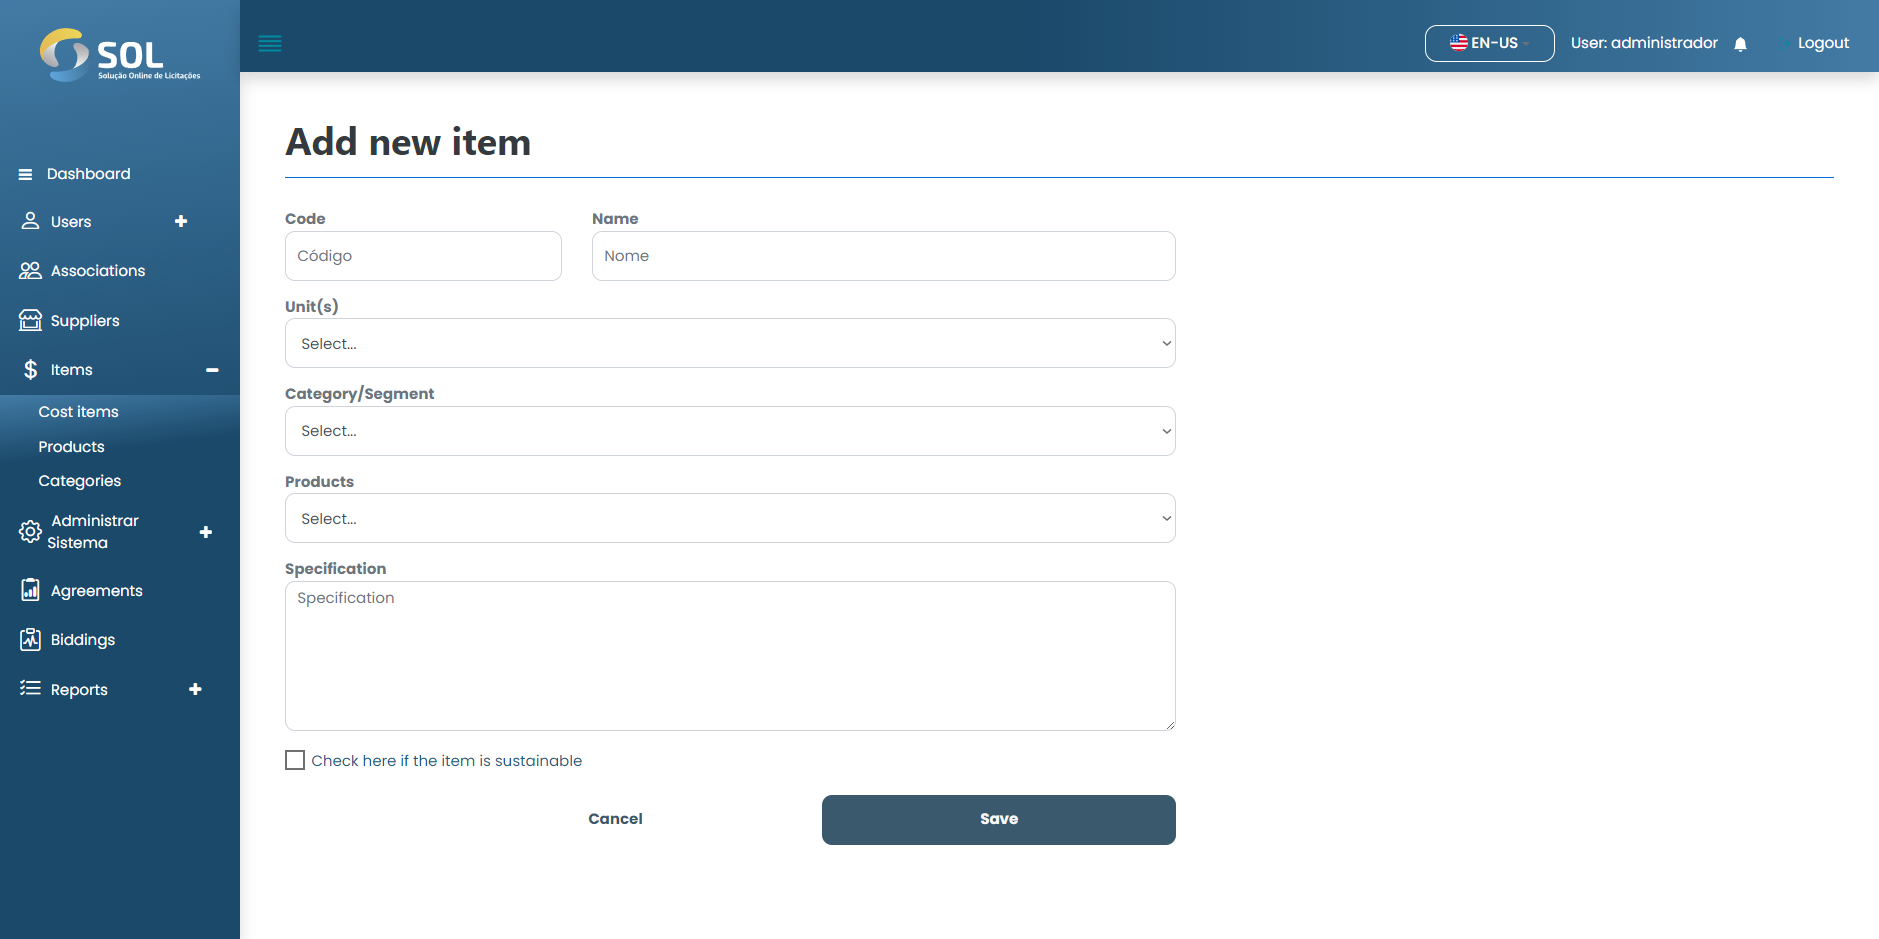 SOL
Solução Online de Licitações
EN-US
User: administrador
Logout
Dashboard
Users
Associations
Suppliers
Items
Cost items
Products
Categories
Administrar
Sistema
Agreements
Biddings
Reports
Add new item
Code
Name
Código
Nome
Unit(s)
Select...
Category/Segment
Select...
Products
Select...
Specification
Specification
Check here if the item is sustainable
Cancel
Save